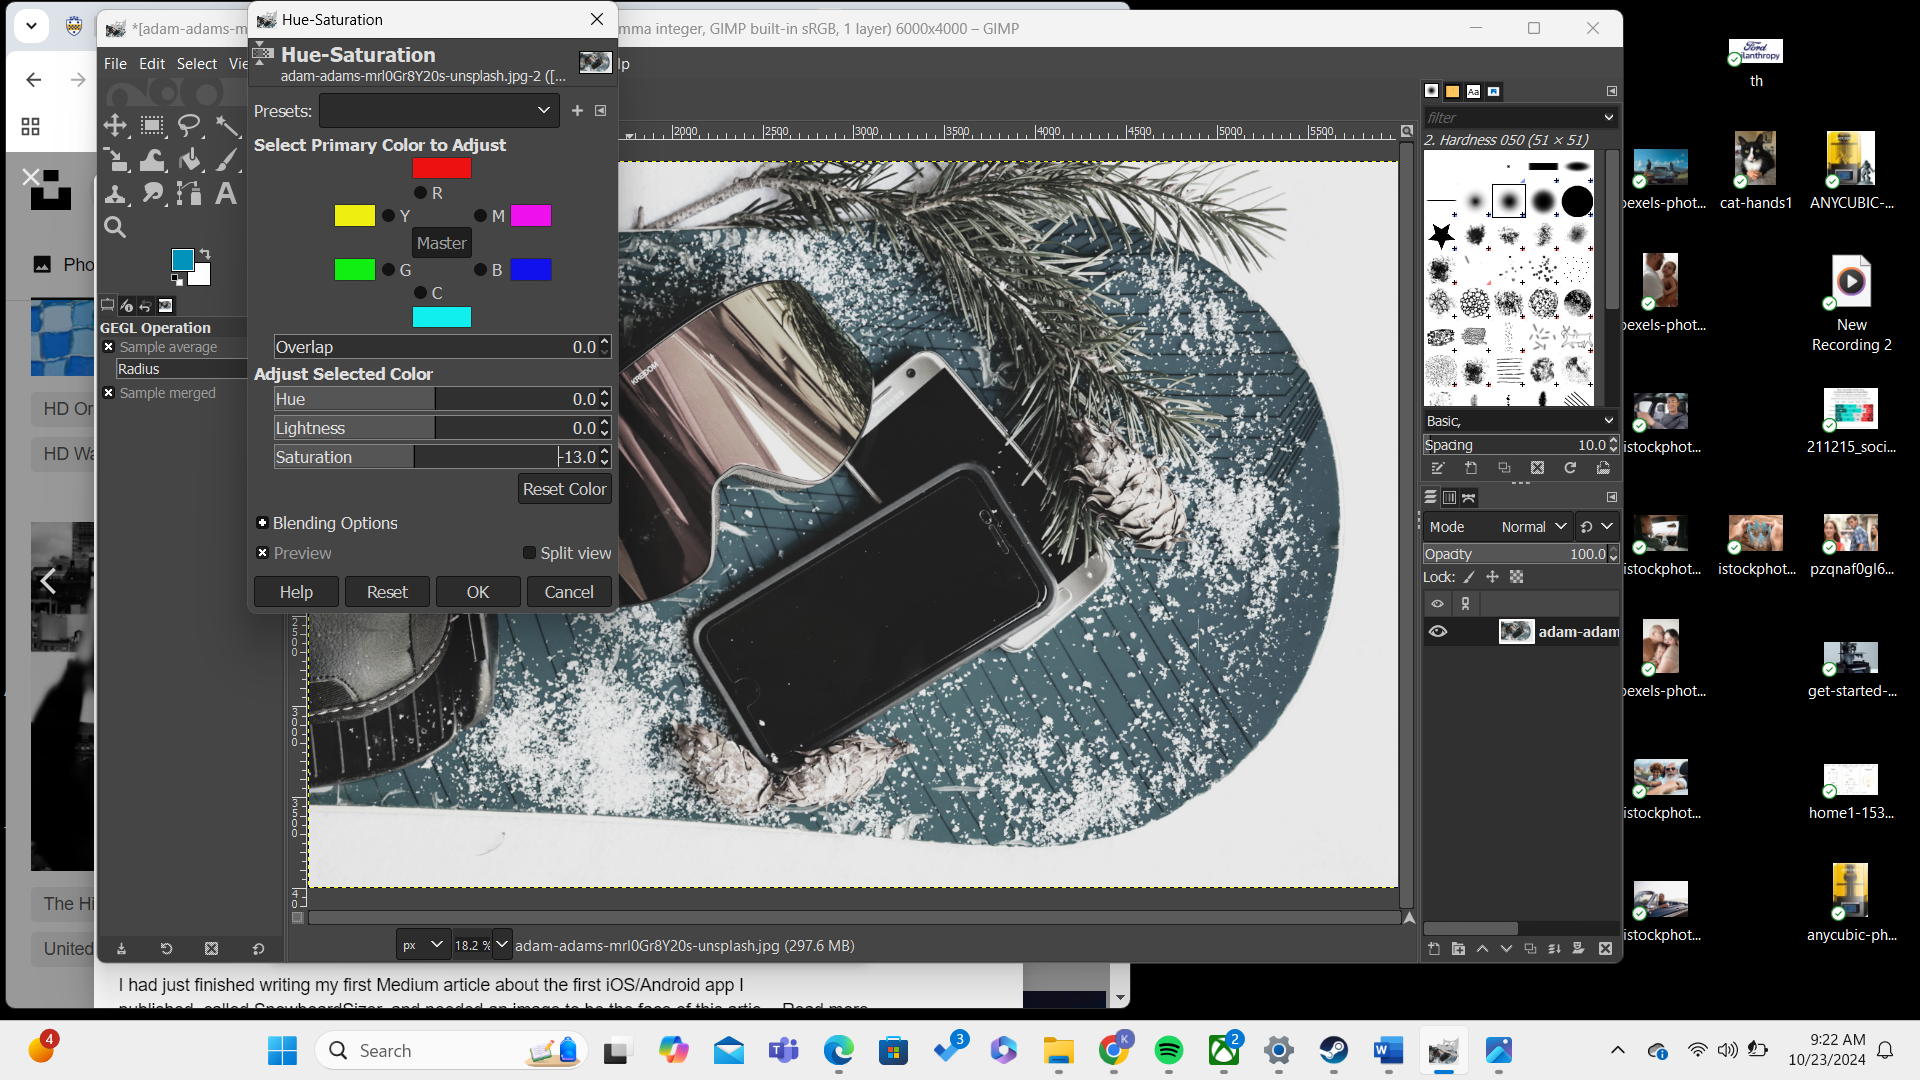 *[adam-adams-m
mma integer, GIMP built-in sRGB, 1 layer) 6000x4000 – GIMP
Hue-Saturation
File Edit Select Vie
lp
Hue-Saturation
adam-adams-mrl0Gr8Y20s-unsplash.jpg-2 ([...
Presets:
Select Primary Color to Adjust
R
Y
M
Master
G
B
C
Overlap 0.0
Adjust Selected Color
Hue 0.0
Lightness 0.0
Saturation -13.0
Reset Color
Blending Options
Preview
Split view
Help Reset OK Cancel
GEGL Operation
Sample average
Radius
Sample merged
Pho
HD Or
HD Wa
The Hi
United
2000 2500 3000 3500 4000 4500 5000 5500
KREEDOM
px
18.2 %
adam-adams-mrl0Gr8Y20s-unsplash.jpg (297.6 MB)
I had just finished writing my first Medium article about the first iOS/Android app I
filter
2. Hardness 050 (51 × 51)
Basic,
Spacing 10.0
Mode Normal
Opacity 100.0
Lock:
adam-adam
Ford
th
pexels-phot...
cat-hands1
ANYCUBIC-...
pexels-phot...
New
Recording 2
istockphot...
211215_soci...
istockphot...
istockphot...
pzqnaf0gl6...
pexels-phot...
get-started-...
istockphot...
home1-153...
istockphot...
anycubic-ph...
4
Search
3
K
2
9:22 AM
10/23/2024